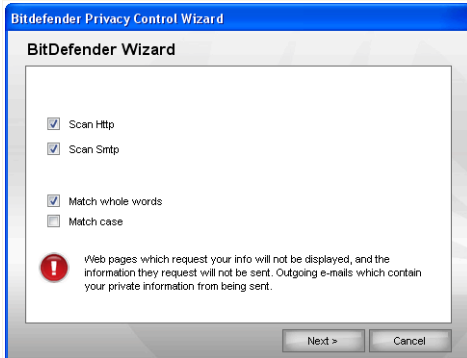 Bitdefender Privacy Control Wizard
BitDefender Wizard
Scan Http
Scan Smtp
Match whole words
Match case
Web pages which request your info will not be displayed, and the
information they request will not be sent. Outgoing e-mails which contain
your private information from being sent.
Next >
Cancel